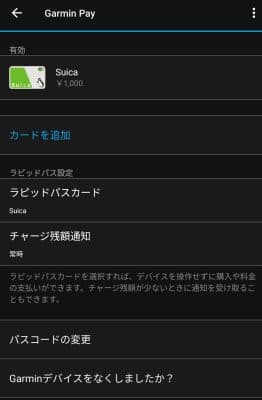 Garmin Pay
有効
Suica
Suica
￥1,000
カードを追加
ラピッドパス設定
ラピッドパスカード
Suica
チャージ残額通知
常時
ラピッドパスカードを選択すれば、デバイスを操作せずに購入や料金
の支払いができます。チャージ残額が少ないときに通知を受け取るこ
ともできます。
パスコードの変更
Garminデバイスをなくしましたか？